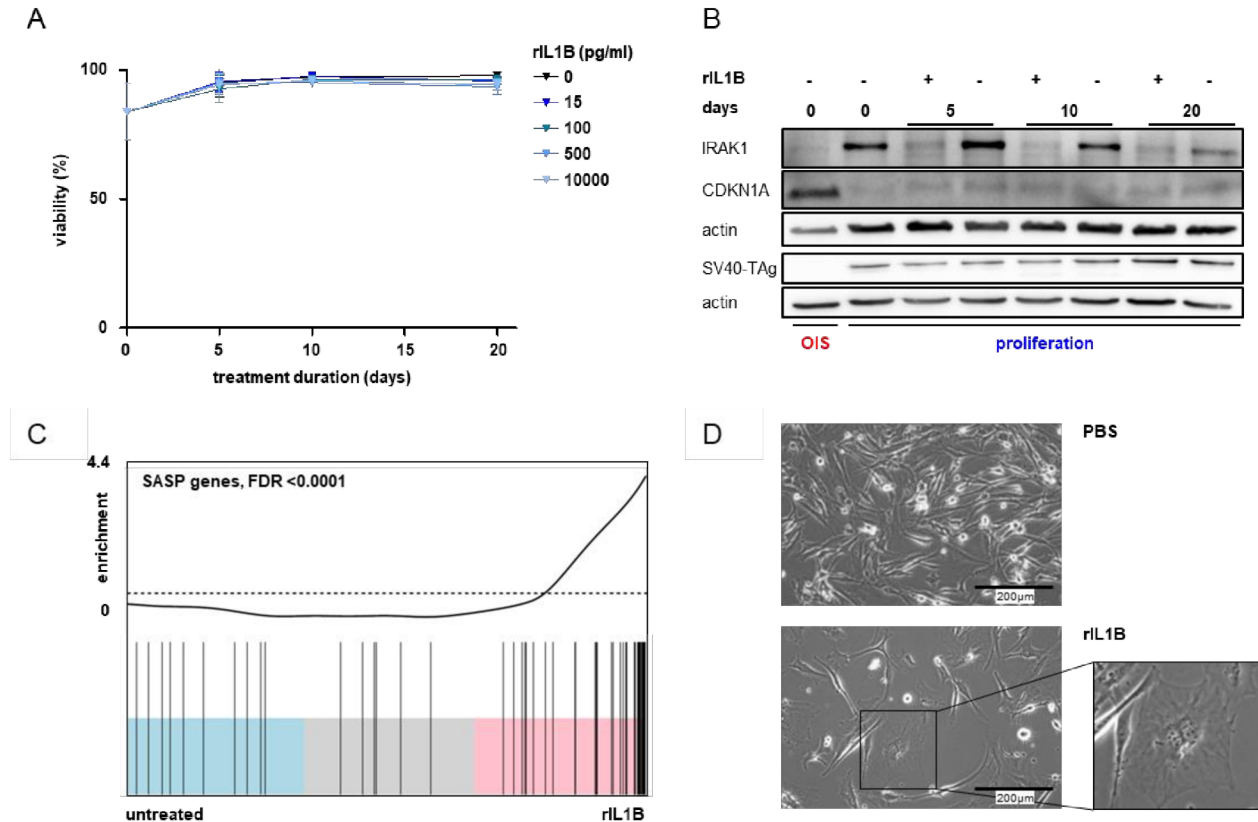 A
rIL1B (pg/ml)
0
15
100
500
10000
100
50
0
viability (%)
0 5 10 15 20
treatment duration (days)
B
rIL1B - - + - + - + -
days 0 0 5 10 20
IRAK1
CDKN1A
actin
SV40-TAg
actin
OIS proliferation
C
4.4
SASP genes, FDR <0.0001
enrichment
0
untreated rIL1B
D
PBS
200µm
rIL1B
200µm